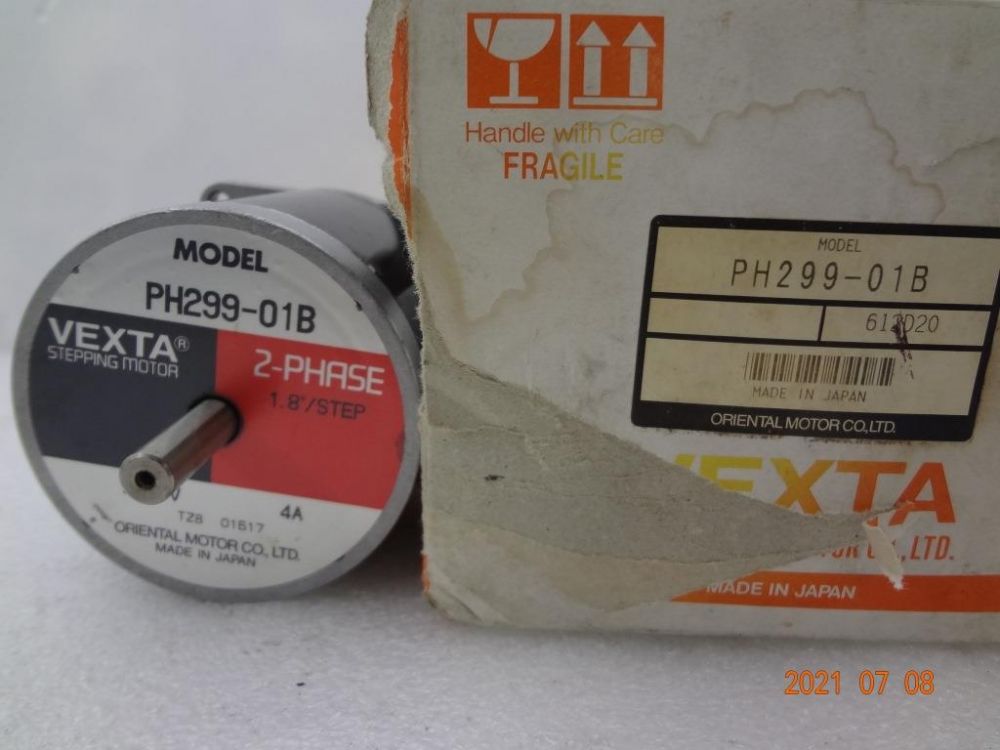 MODEL
PH299-01B
VEXTA®
STEPPING MOTOR
2-PHASE
1.8°/STEP
V
4A
TZ8 01517
ORIENTAL MOTOR CO., LTD.
MADE IN JAPAN
Handle with Care
FRAGILE
MODEL
PH299-01B
MADE IN JAPAN
ORIENTAL MOTOR CO., LTD.
VEXTA
LTD.
MADE IN JAPAN
2021 07 08